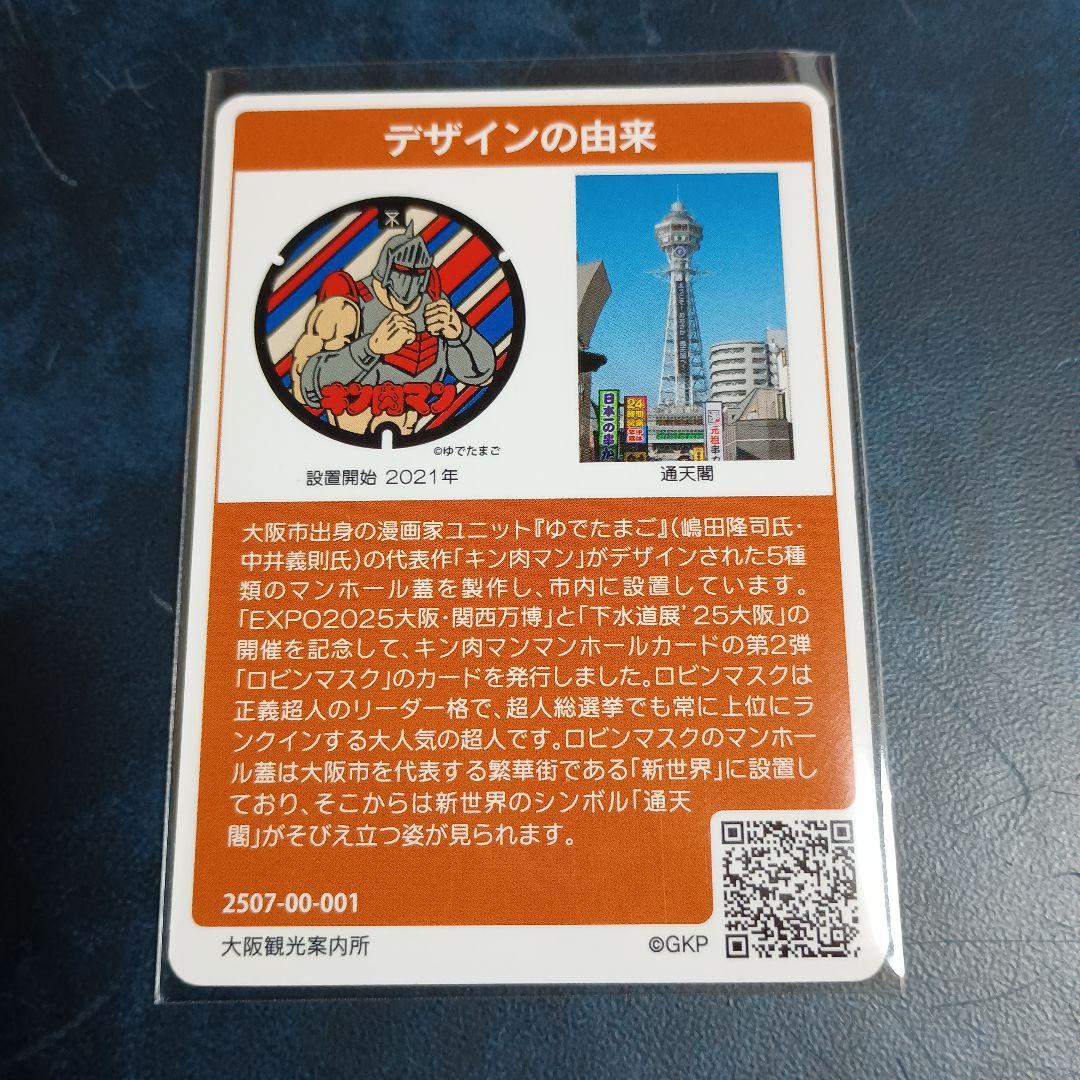 デザインの由来
キン肉マン
©ゆでたまご
設置開始 2021年
日本一の串か
24
時間
元祖串カ
通天閣
大阪市出身の漫画家ユニット『ゆでたまご』(嶋田隆司氏・
中井義則氏)の代表作「キン肉マン」がデザインされた5種
類のマンホール蓋を製作し、市内に設置しています。
「EXPO2025大阪・関西万博」と「下水道展'25大阪」の
開催を記念して、キン肉マンマンホールカードの第2弾
「ロビンマスク」のカードを発行しました。ロビンマスクは
正義超人のリーダー格で、超人総選挙でも常に上位にラ
ンクインする大人気の超人です。ロビンマスクのマンホー
ル蓋は大阪市を代表する繁華街である「新世界」に設置し
ており、そこからは新世界のシンボル「通天
閣」がそびえ立つ姿が見られます。
2507-00-001
大阪観光案内所
©GKP